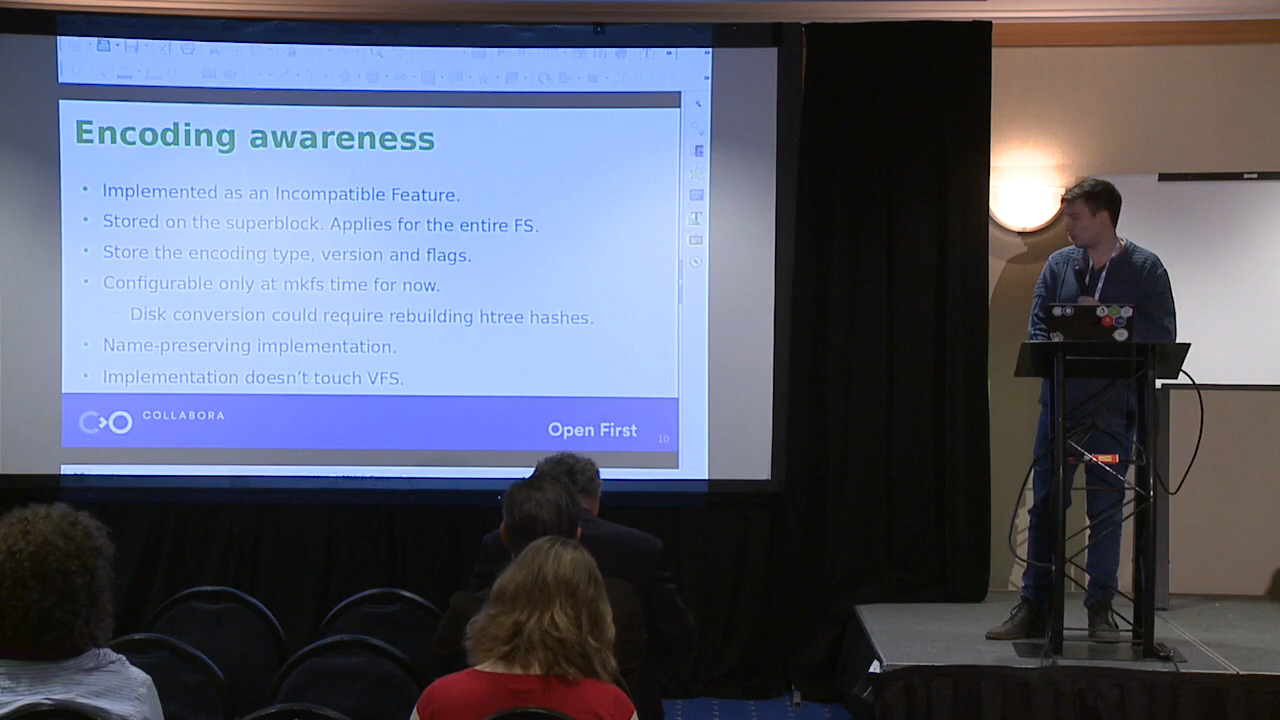 Encoding awareness
• Implemented as an Incompatible Feature.
• Stored on the superblock. Applies for the entire FS.
• Store the encoding type, version and flags.
• Configurable only at mkfs time for now.
– Disk conversion could require rebuilding htree hashes.
• Name-preserving implementation.
• Implementation doesn't touch VFS.
COLLABORA
Open First
10